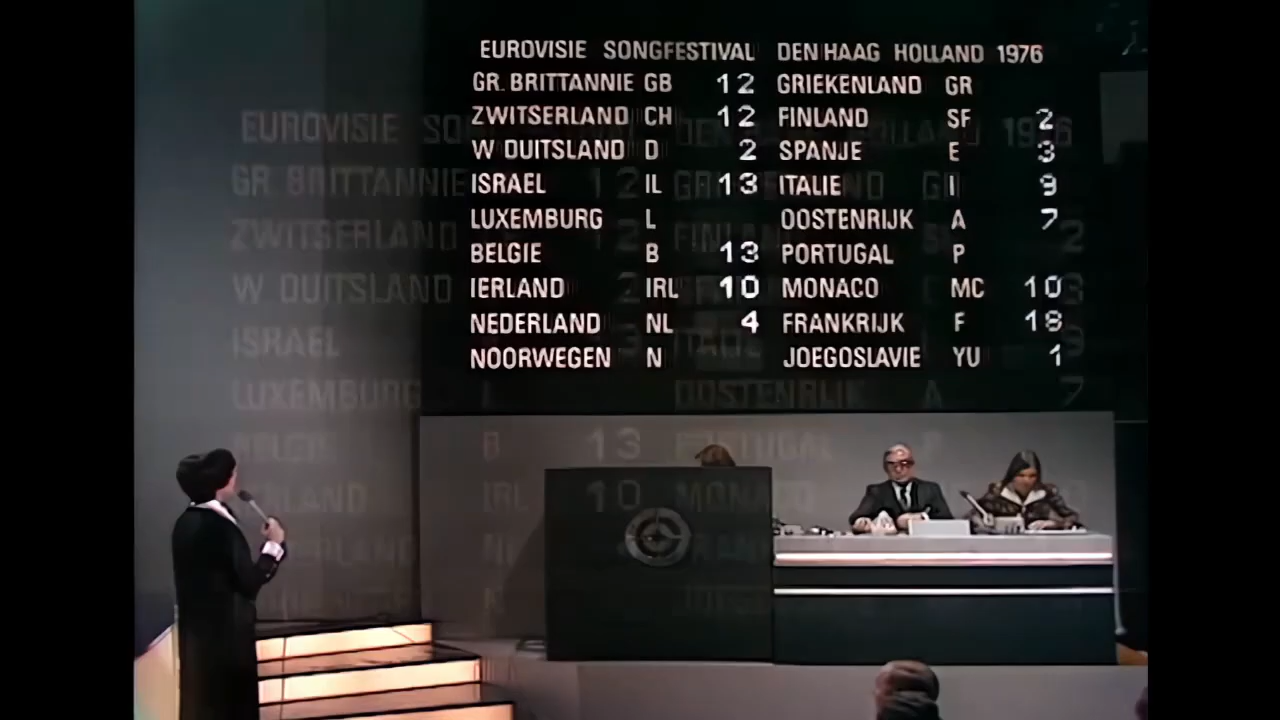 EUROVISIE SONGFESTIVAL DEN HAAG HOLLAND 1976
GR. BRITTANNIE GB 12 GRIEKENLAND GR
ZWITSERLAND CH 12 FINLAND SF 2
W DUITSLAND D 2 SPANJE E 3
ISRAEL IL 13 ITALIE I 9
LUXEMBURG L OOSTENRIJK A 7
BELGIE B 13 PORTUGAL P
IERLAND IRL 10 MONACO MC 10
NEDERLAND NL 4 FRANKRIJK F 18
NOORWEGEN N JOEGOSLAVIE YU 1